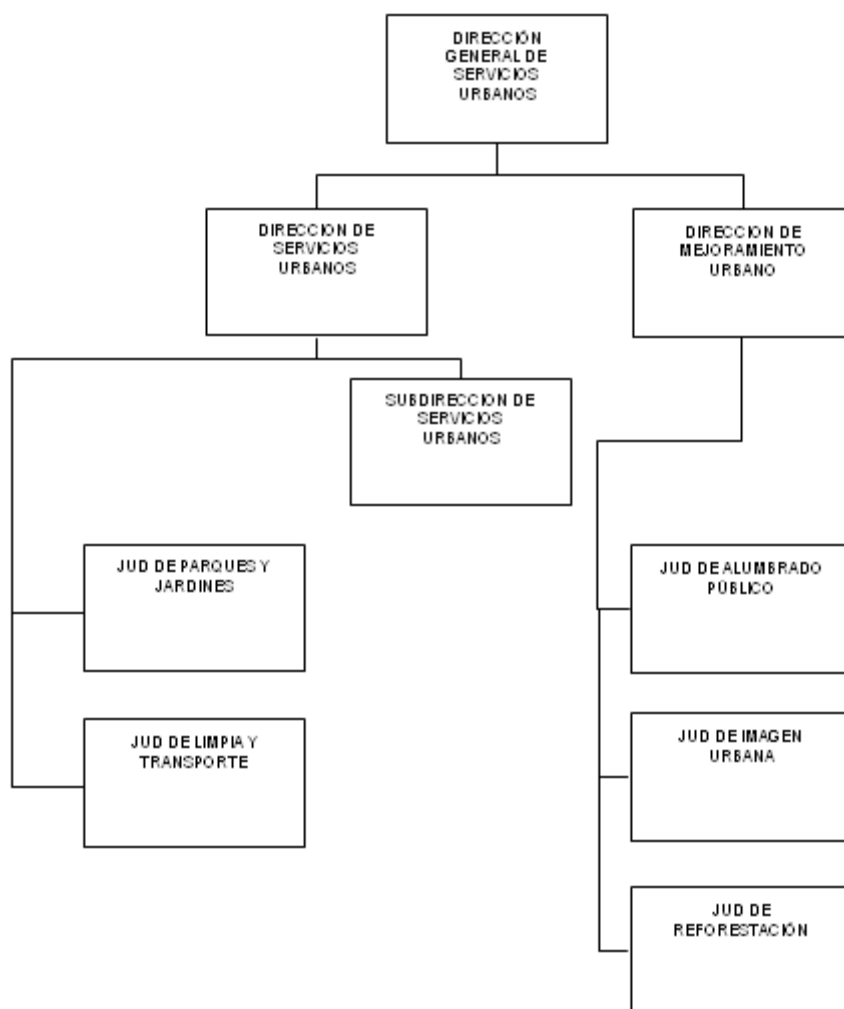 DIRECCIÓN
GENERAL DE
SERVICIOS
URBANOS
DIRECCION DE
SERVICIOS
URBANOS
DIRECCION DE
MEJORAMIENTO
URBANO
SUBDIRECCION DE
SERVICIOS
URBANOS
JUD DE PARQUES Y
JARDINES
JUD DE ALUMBRADO
PÚBLICO
JUD DE LIMPIA Y
TRANSPORTE
JUD DE IMAGEN
URBANA
JUD DE
REFORESTACIÓN